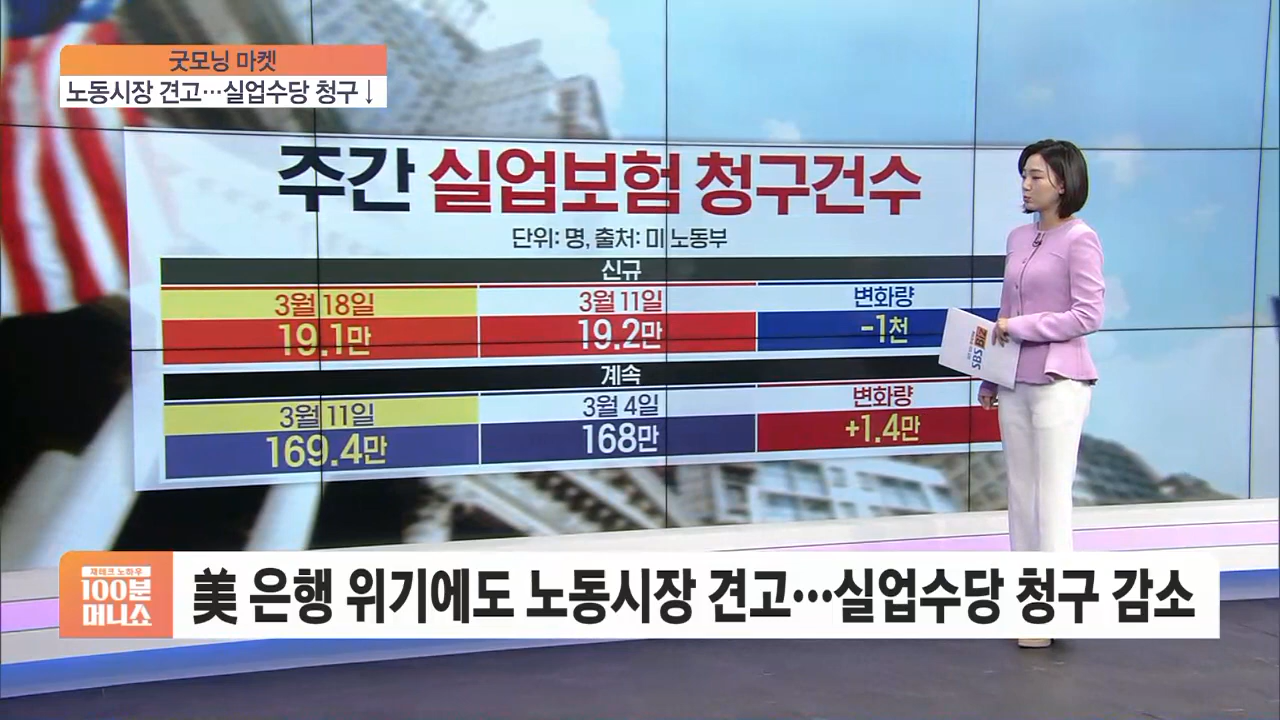 굿모닝 마켓
노동시장 견고…실업수당 청구↓
주간 실업보험 청구건수
단위: 명, 출처: 미 노동부
신규
3월 18일 3월 11일 변화량
19.1만 19.2만 -1천
계속
3월 11일 3월 4일 변화량
169.4만 168만 +1.4만
SBS
재테크 노하우
100분
머니쇼
美 은행 위기에도 노동시장 견고…실업수당 청구 감소